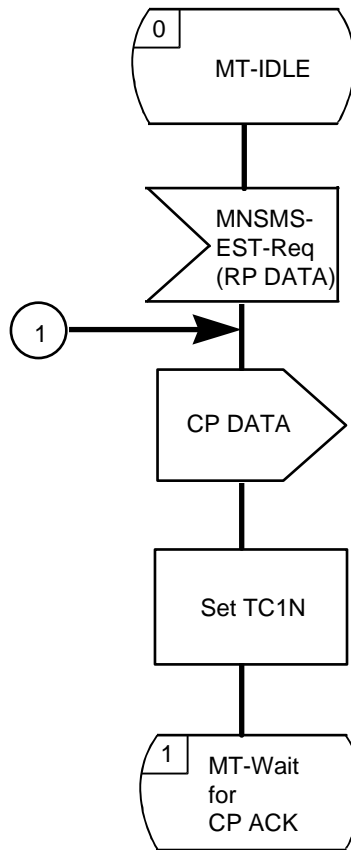 0
MT-IDLE
MNSMS-
EST-Req
(RP DATA)
1
CP DATA
Set TC1N
1
MT-Wait
for
CP ACK